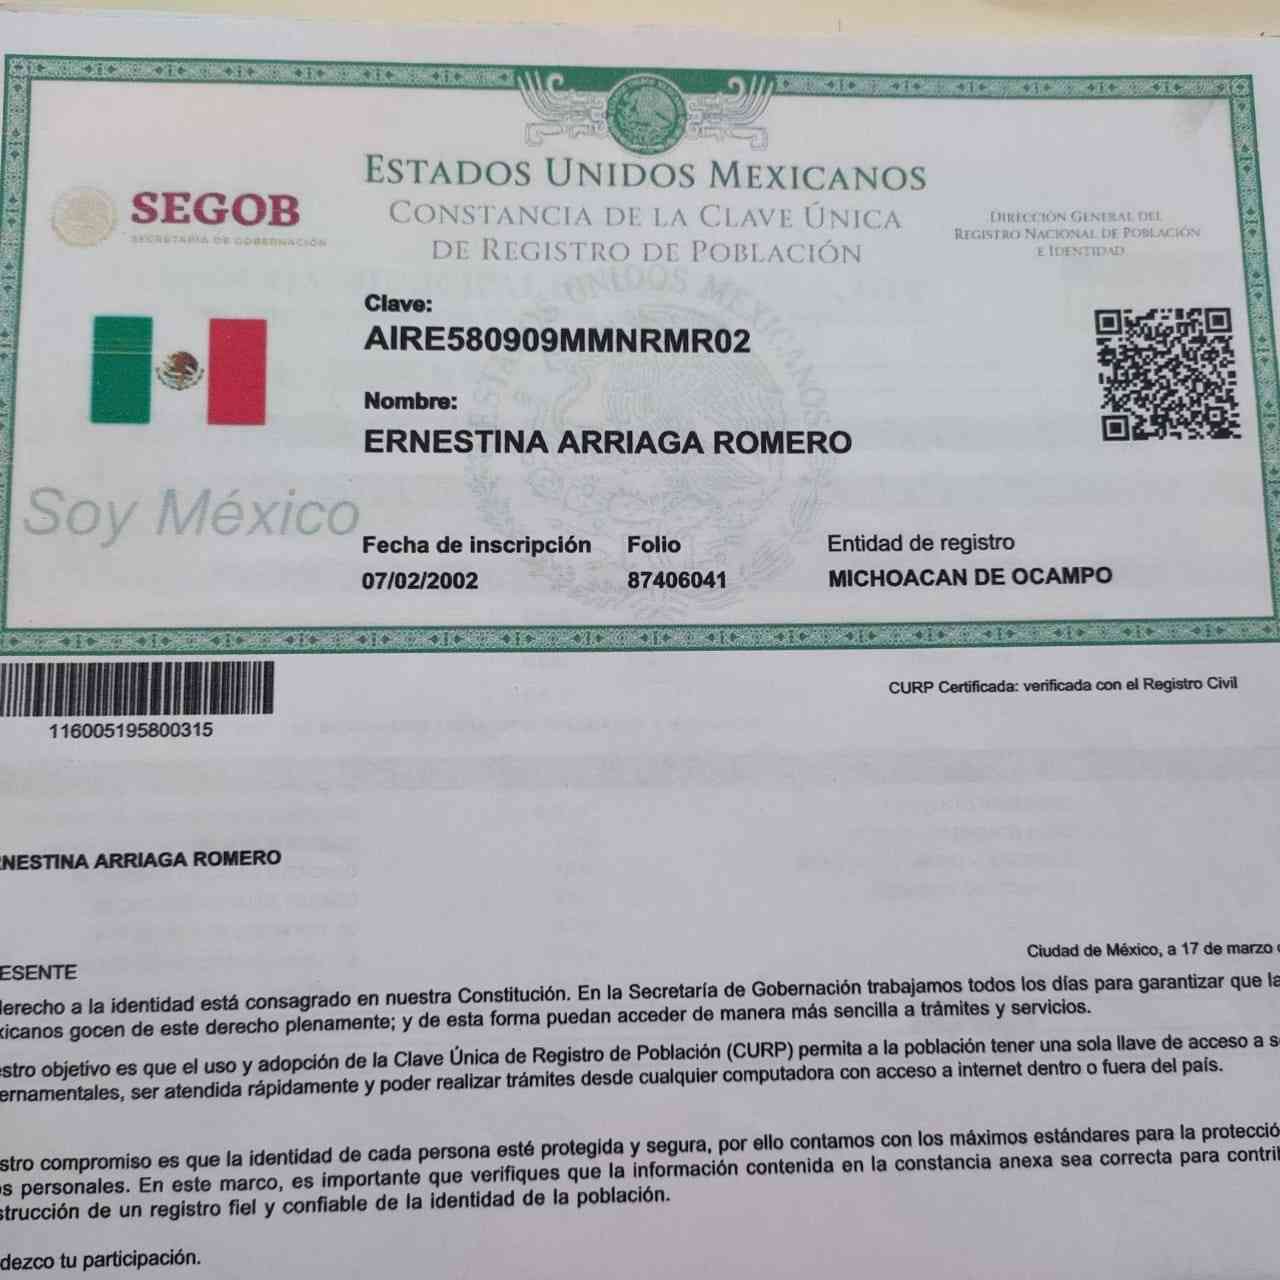 ESTADOS UNIDOS MEXICANOS
CONSTANCIA DE LA CLAVE ÚNICA
DE REGISTRO DE POBLACIÓN
SEGOB
SECRETARÍA DE GOBERNACIÓN
DIRECCIÓN GENERAL DEL
REGISTRO NACIONAL DE POBLACIÓN
E IDENTIDAD
Clave:
AIRE580909MMNRMR02
Nombre:
ERNESTINA ARRIAGA ROMERO
Soy México
Fecha de inscripción
07/02/2002
Folio
87406041
Entidad de registro
MICHOACAN DE OCAMPO
116005195800315
CURP Certificada: verificada con el Registro Civil
NESTINA ARRIAGA ROMERO
Ciudad de México, a 17 de marzo
ESENTE
derecho a la identidad está consagrado en nuestra Constitución. En la Secretaría de Gobernación trabajamos todos los días para garantizar que la
xicanos gocen de este derecho plenamente; y de esta forma puedan acceder de manera más sencilla a trámites y servicios.
estro objetivo es que el uso y adopción de la Clave Única de Registro de Población (CURP) permita a la población tener una sola llave de acceso a s
ernamentales, ser atendida rápidamente y poder realizar trámites desde cualquier computadora con acceso a internet dentro o fuera del país.
stro compromiso es que la identidad de cada persona esté protegida y segura, por ello contamos con los máximos estándares para la protecció
s personales. En este marco, es importante que verifiques que la información contenida en la constancia anexa sea correcta para contri
strucción de un registro fiel y confiable de la identidad de la población.
dezco tu participación.